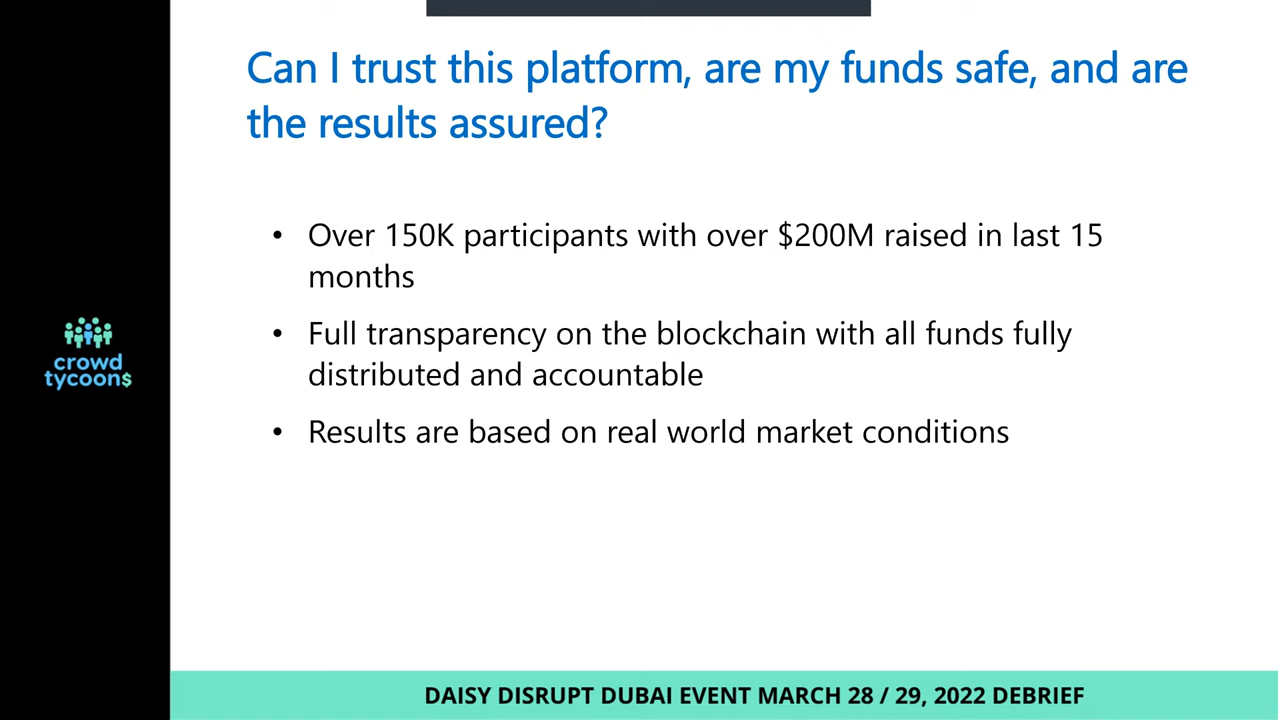 Can I trust this platform, are my funds safe, and are
the results assured?
• Over 150K participants with over $200M raised in last 15
months
• Full transparency on the blockchain with all funds fully
distributed and accountable
• Results are based on real world market conditions
crowd
tycoon$
DAISY DISRUPT DUBAI EVENT MARCH 28 / 29, 2022 DEBRIEF